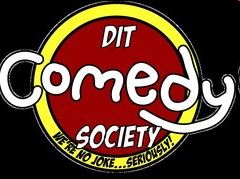 DIT
Comedy
SOCIETY
WE'RE NO JOKE...SERIOUSLY!